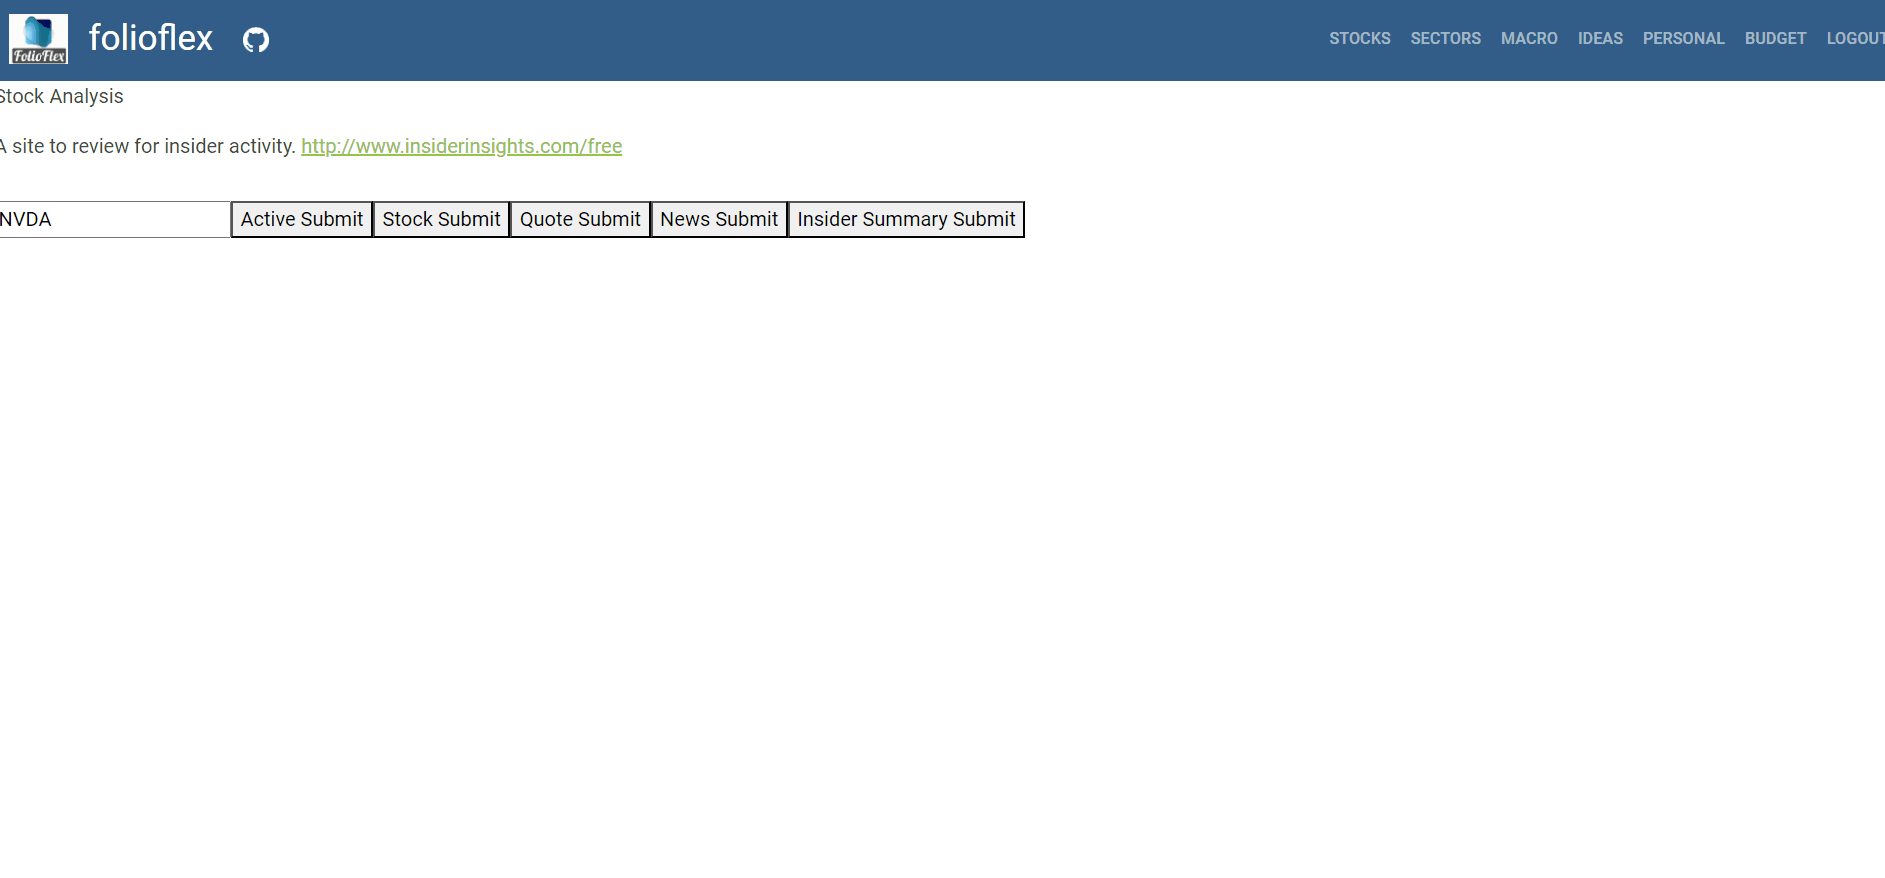 FolioFlex
folioflex
STOCKS SECTORS MACRO IDEAS PERSONAL BUDGET LOGOUT
Stock Analysis
A site to review for insider activity. http://www.insiderinsights.com/free
NVDA Active Submit Stock Submit Quote Submit News Submit Insider Summary Submit